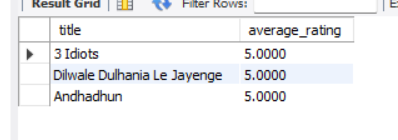 Result Grid Filter Rows:
title average_rating
3 Idiots 5.0000
Dilwale Dulhania Le Jayenge 5.0000
Andhadhun 5.0000